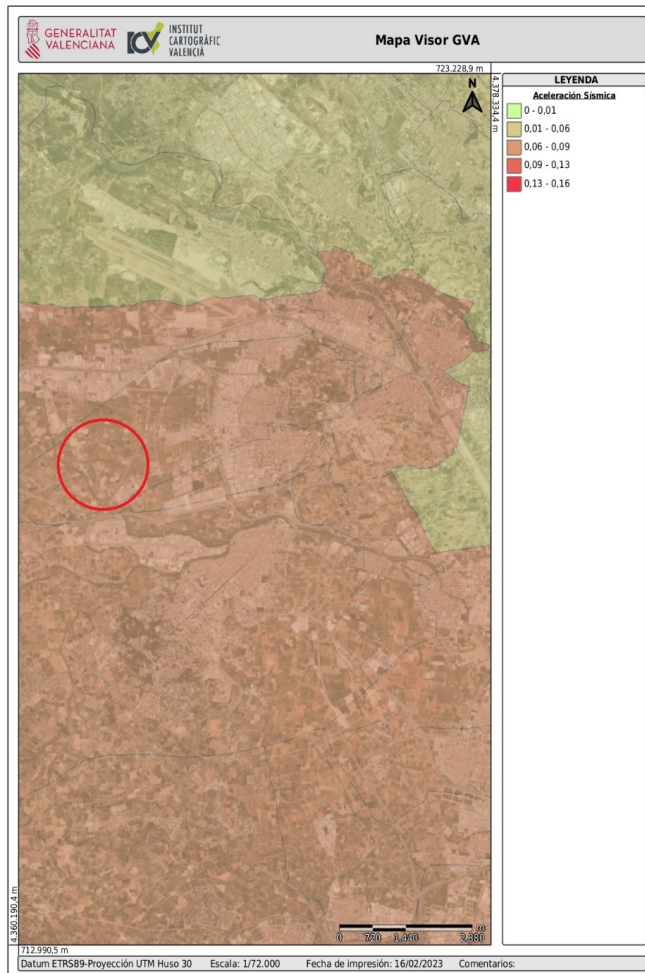 GENERALITAT
VALENCIANA
ICV
INSTITUT
CARTOGRÀFIC
VALENCIÀ
Mapa Visor GVA
723.228,9 m
4.378.334,4 m
N
LEYENDA
Aceleración Sísmica
0 - 0,01
0,01 - 0,06
0,06 - 0,09
0,09 - 0,13
0,13 - 0,16
4.360.190,4 m
m
0 720 1.440 2.880
712.990,5 m
Datum ETRS89-Proyección UTM Huso 30 Escala: 1/72.000 Fecha de impresión: 16/02/2023 Comentarios: